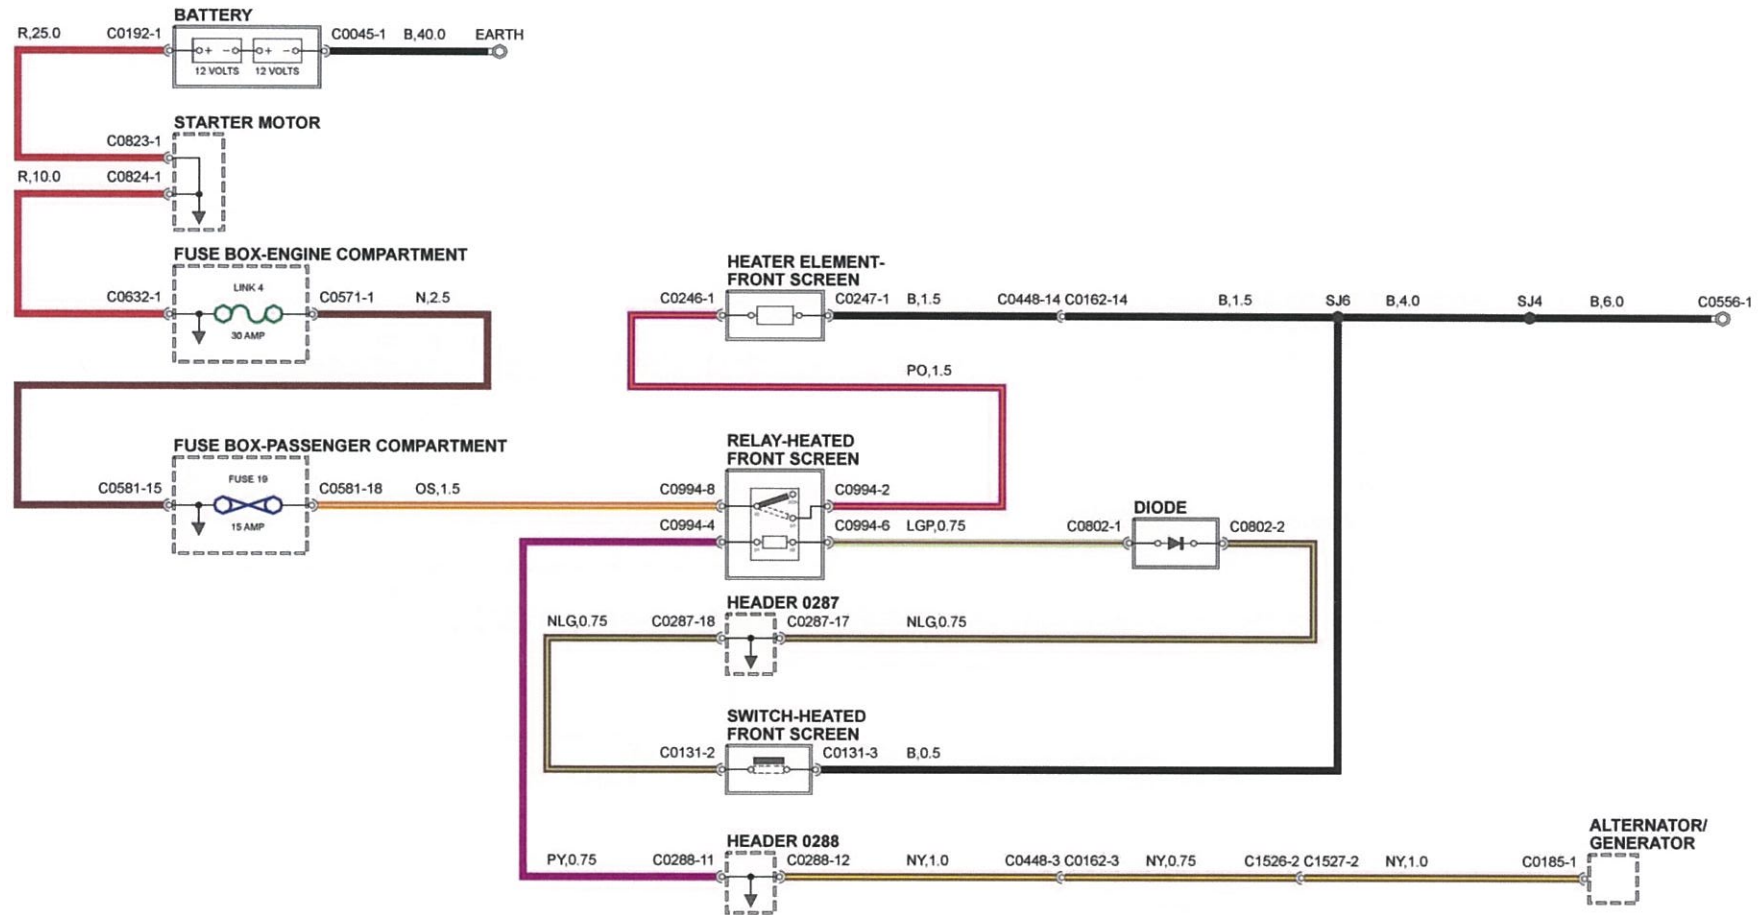 BATTERY
R,25.0 C0192-1 C0045-1 B,40.0 EARTH
+ - + -
12 VOLTS 12 VOLTS
STARTER MOTOR
C0823-1
R,10.0 C0824-1
FUSE BOX-ENGINE COMPARTMENT
LINK 4
C0632-1 C0571-1 N,2.5
30 AMP
HEATER ELEMENT-
FRONT SCREEN
C0246-1 C0247-1 B,1.5 C0448-14 C0162-14 B,1.5 SJ6 B,4.0 SJ4 B,6.0 C0556-1
PO,1.5
FUSE BOX-PASSENGER COMPARTMENT
FUSE 19
C0581-15 C0581-18 OS,1.5
15 AMP
RELAY-HEATED
FRONT SCREEN
C0994-8 C0994-2
C0994-4 C0994-6 LGP,0.75
DIODE
C0802-1 C0802-2
HEADER 0287
NLG,0.75 C0287-18 C0287-17 NLG,0.75
SWITCH-HEATED
FRONT SCREEN
C0131-2 C0131-3 B,0.5
HEADER 0288
PY,0.75 C0288-11 C0288-12 NY,1.0 C0448-3 C0162-3 NY,0.75 C1526-2 C1527-2 NY,1.0 C0185-1
ALTERNATOR/
GENERATOR